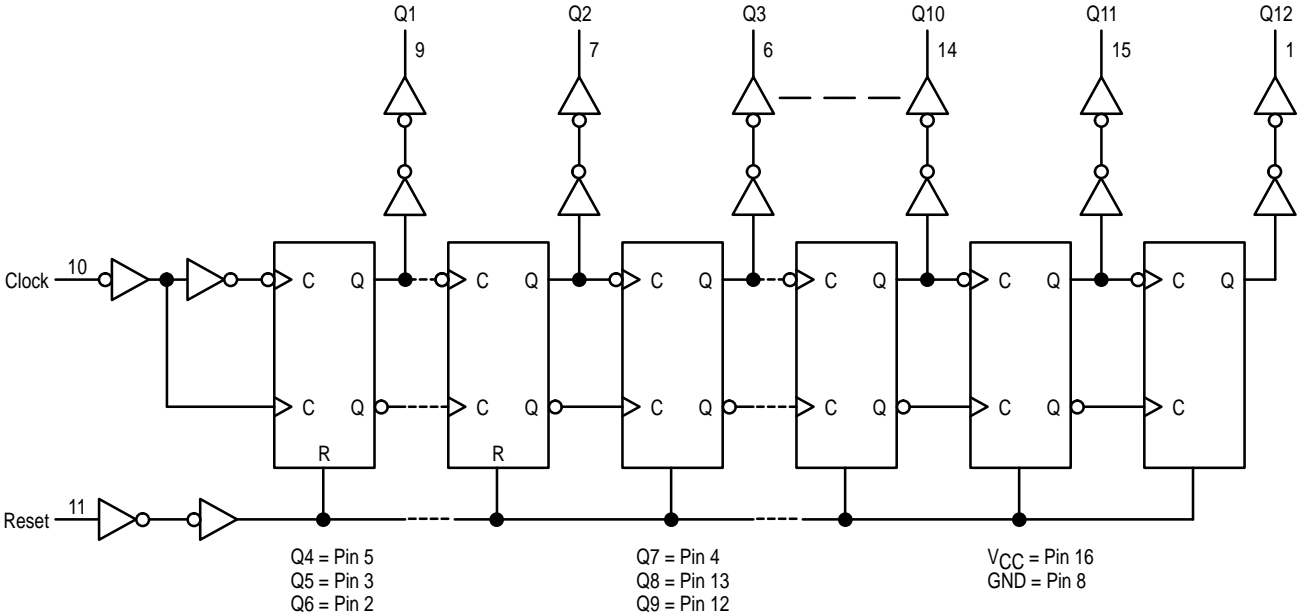 Q1 Q2 Q3 Q10 Q11 Q12
9 7 6 14 15 1
Clock 10 C Q C Q C Q C Q C Q C Q
C Q C Q C Q C Q C Q C
R R
Reset 11
Q4 = Pin 5
Q5 = Pin 3
Q6 = Pin 2
Q7 = Pin 4
Q8 = Pin 13
Q9 = Pin 12
VCC = Pin 16
GND = Pin 8